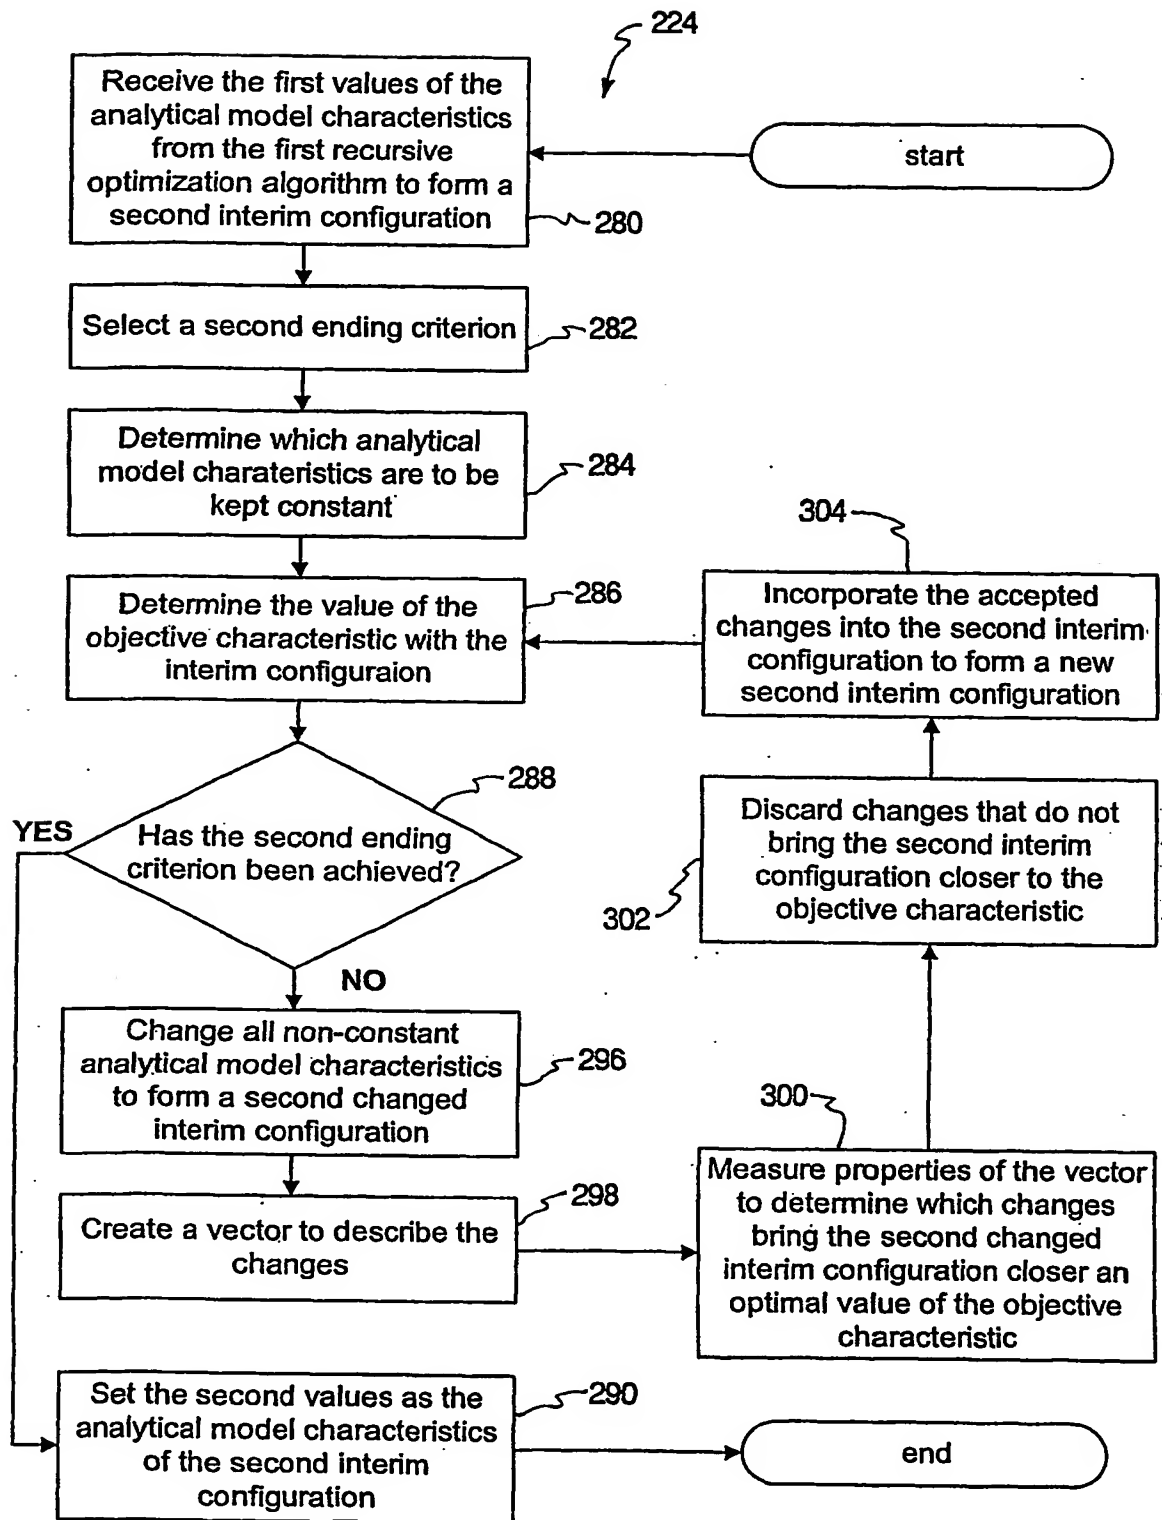 224
start
Receive the first values of the
analytical model characteristics
from the first recursive
optimization algorithm to form a
second interim configuration
280
Select a second ending criterion
282
Determine which analytical
model charateristics are to be
kept constant
284
Determine the value of the
objective characteristic with the
interim configuraion
286
Has the second ending
criterion been achieved?
288
YES
NO
Change all non-constant
analytical model characteristics
to form a second changed
interim configuration
296
Create a vector to describe the
changes
298
Measure properties of the vector
to determine which changes
bring the second changed
interim configuration closer an
optimal value of the objective
characteristic
300
Discard changes that do not
bring the second interim
configuration closer to the
objective characteristic
302
Incorporate the accepted
changes into the second interim
configuration to form a new
second interim configuration
304
Set the second values as the
analytical model characteristics
of the second interim
configuration
290
end